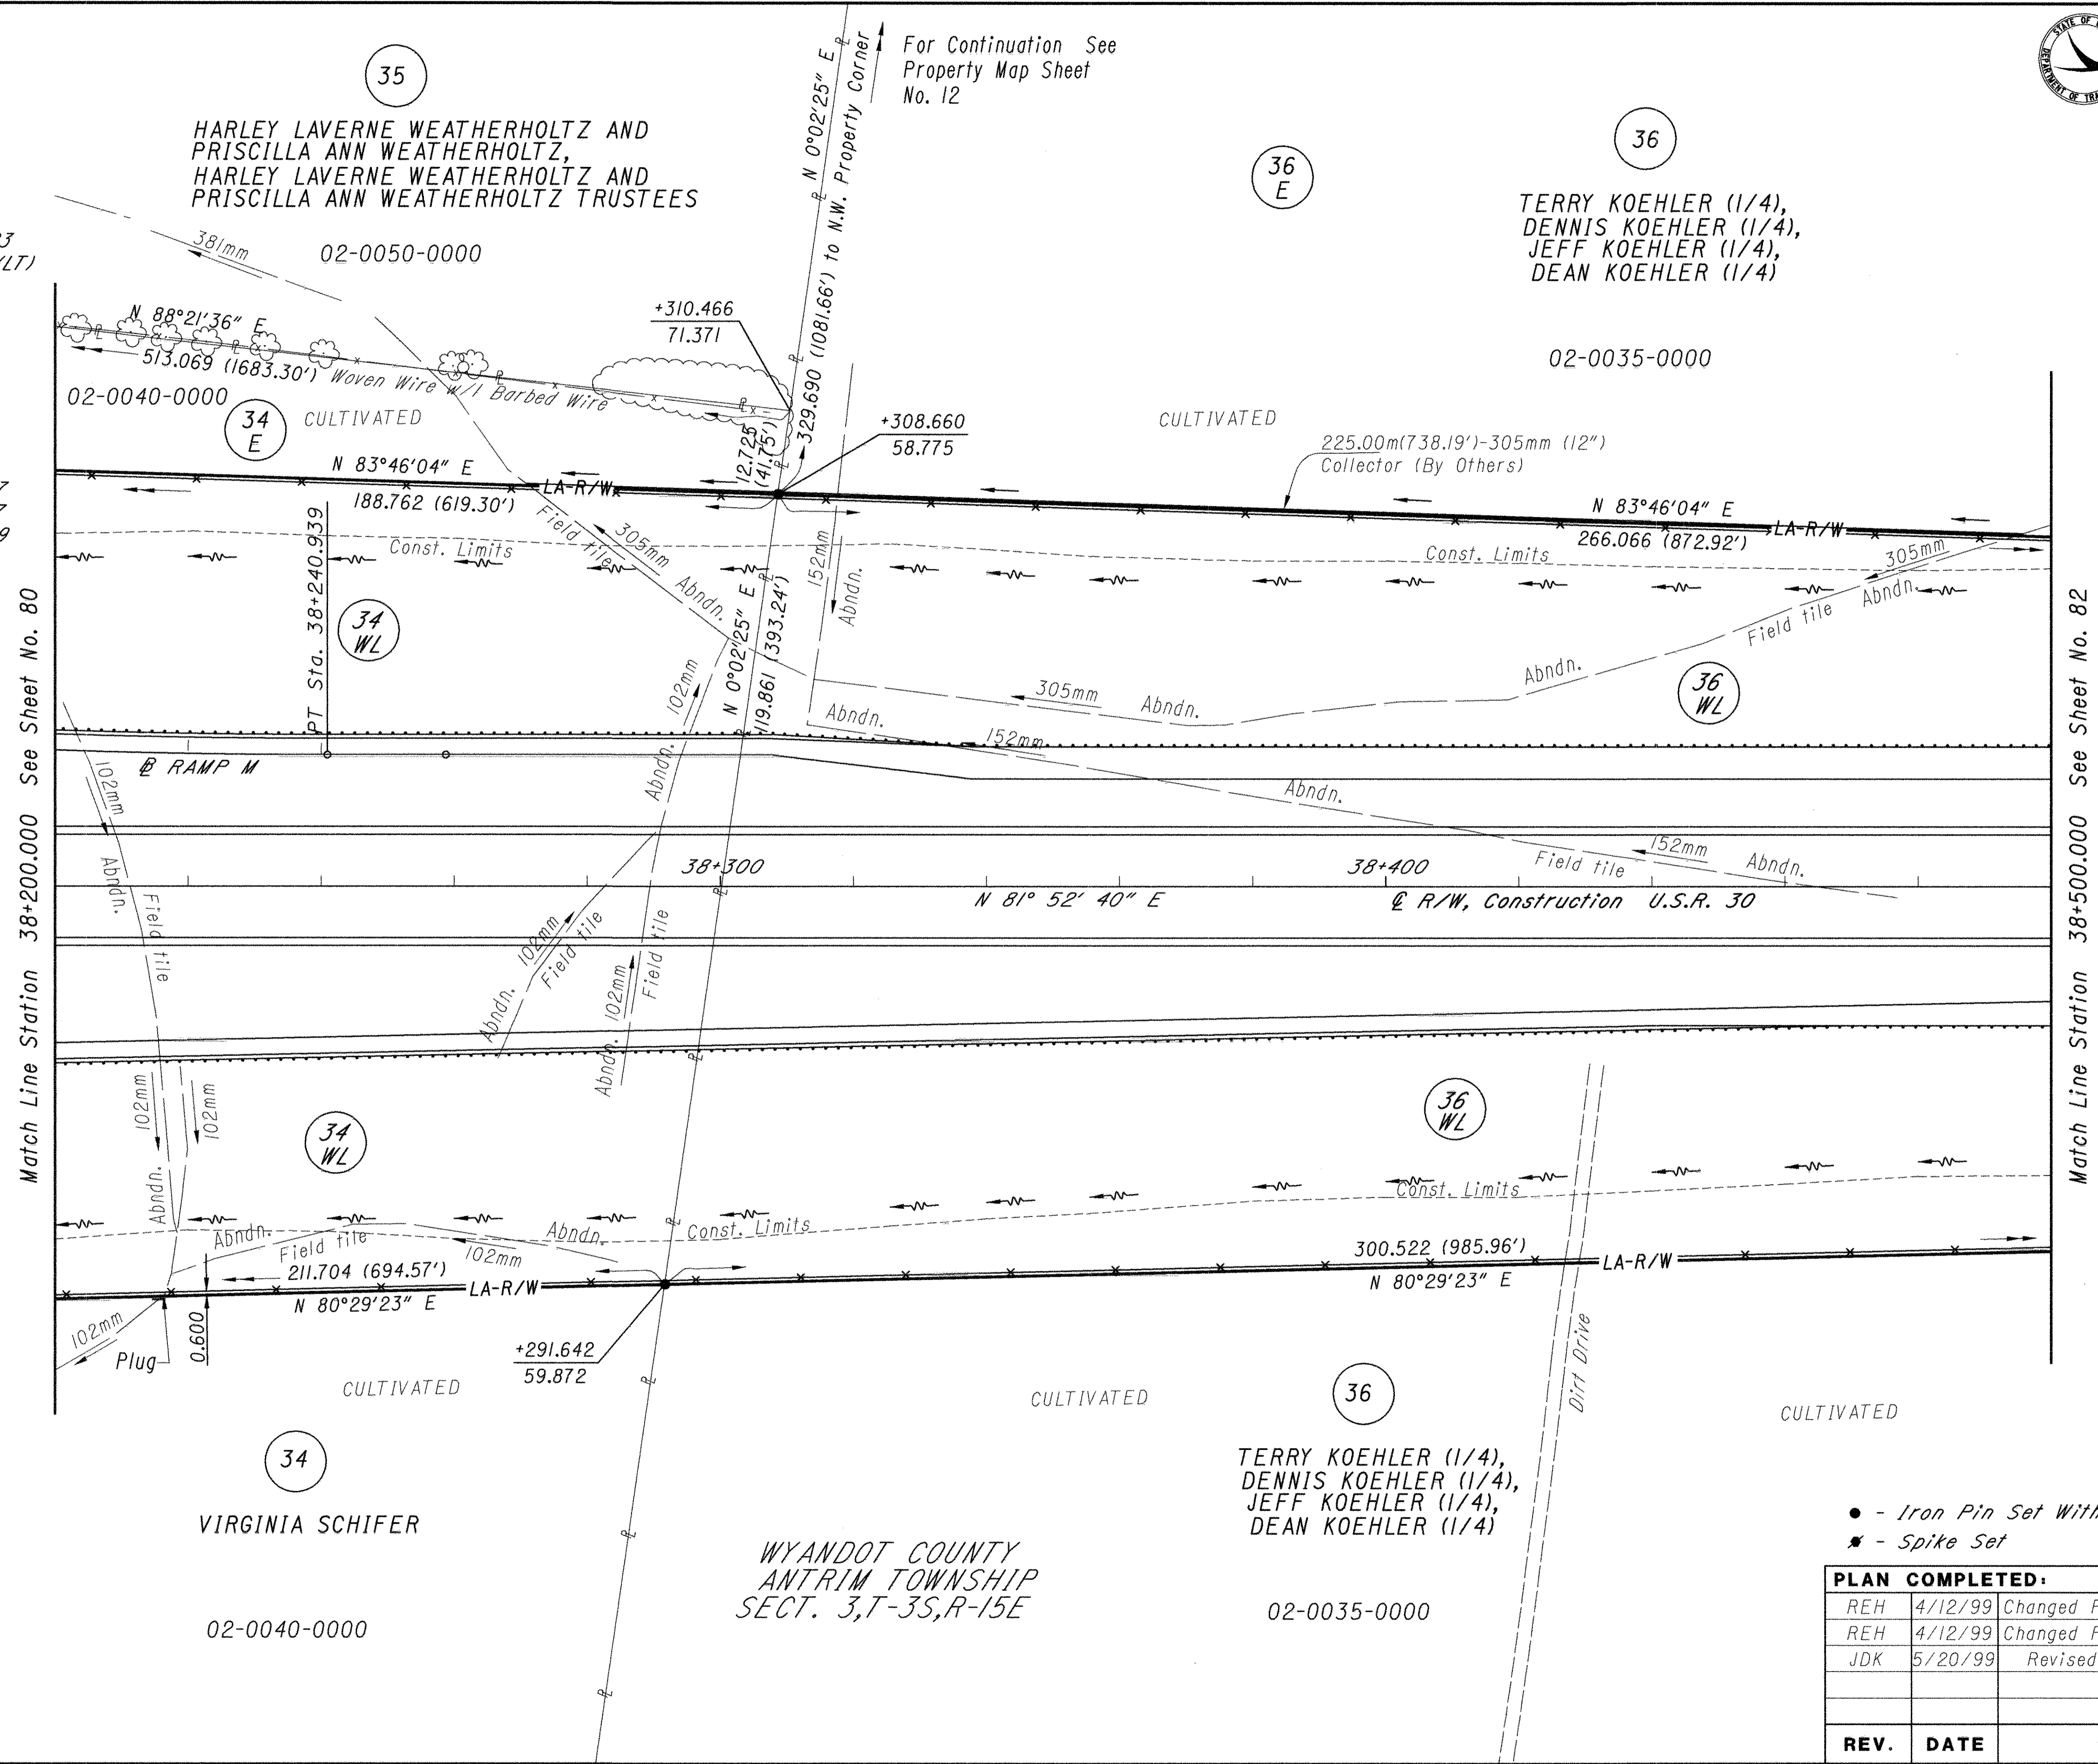 35
HARLEY LAVERNE WEATHERHOLTZ AND
PRISCILLA ANN WEATHERHOLTZ,
HARLEY LAVERNE WEATHERHOLTZ AND
PRISCILLA ANN WEATHERHOLTZ TRUSTEES
02-0050-0000
For Continuation See
Property Map Sheet
No. 12
N 0°02'25" E
329.690 (1081.66') to N.W. Property Corner
36
E
36
TERRY KOEHLER (1/4),
DENNIS KOEHLER (1/4),
JEFF KOEHLER (1/4),
DEAN KOEHLER (1/4)
02-0035-0000
(LT)
381mm
N 88°21'36" E
513.069 (1683.30')
Woven Wire w/1 Barbed Wire
02-0040-0000
34
E
CULTIVATED
+310.466
71.371
12.725
(41.75')
+308.660
58.775
CULTIVATED
225.00m(738.19')-305mm (12")
Collector (By Others)
N 83°46'04" E
LA-R/W
188.762 (619.30')
N 83°46'04" E
LA-R/W
266.066 (872.92')
Field tile
305mm
Abndn.
Const. Limits
Const. Limits
152mm
Abndn.
305mm
Abndn.
Field tile
Abndn.
PT Sta. 38+240.939
34
WL
N 0°02'25" E
119.861 (393.24')
102mm
Abndn.
305mm
Abndn.
36
WL
Abndn.
152mm
Abndn.
Match Line Station 38+200.000 See Sheet No. 80
Match Line Station 38+500.000 See Sheet No. 82
B RAMP M
102mm
Abndn.
Field tile
38+300
38+400
152mm
Field tile
Abndn.
N 81° 52' 40" E
℄ R/W, Construction U.S.R. 30
102mm
Field tile
Abndn.
102mm
Field tile
Abndn.
102mm
102mm
Abndn.
34
WL
36
WL
Const. Limits
Const. Limits
Abndn.
Field tile
102mm
Abndn.
211.704 (694.57')
LA-R/W
N 80°29'23" E
300.522 (985.96')
LA-R/W
N 80°29'23" E
102mm
Plug
0.600
+291.642
59.872
Dirt Drive
CULTIVATED
CULTIVATED
CULTIVATED
34
VIRGINIA SCHIFER
02-0040-0000
36
TERRY KOEHLER (1/4),
DENNIS KOEHLER (1/4),
JEFF KOEHLER (1/4),
DEAN KOEHLER (1/4)
02-0035-0000
WYANDOT COUNTY
ANTRIM TOWNSHIP
SECT. 3,T-3S,R-15E
- Iron Pin Set With
- Spike Set
PLAN COMPLETED:
REH 4/12/99 Changed
REH 4/12/99 Changed
JDK 5/20/99 Revised
REV. DATE